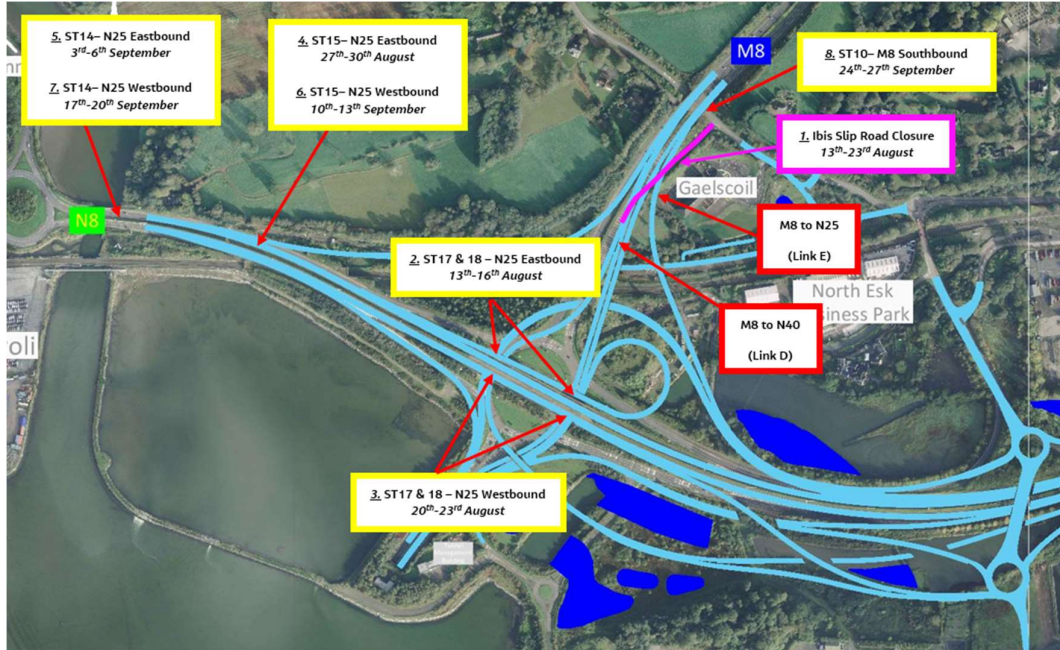 5. ST14– N25 Eastbound
3rd-6th September
7. ST14– N25 Westbound
17th-20th September
4. ST15– N25 Eastbound
27th-30th August
6. ST15– N25 Westbound
10th-13th September
M8
8. ST10– M8 Southbound
24th-27th September
1. Ibis Slip Road Closure
13th-23rd August
Gaelscoil
N8
M8 to N25
(Link E)
2. ST17 & 18 – N25 Eastbound
13th-16th August
North Esk
siness Park
M8 to N40
(Link D)
oli
3. ST17 & 18 – N25 Westbound
20th-23rd August